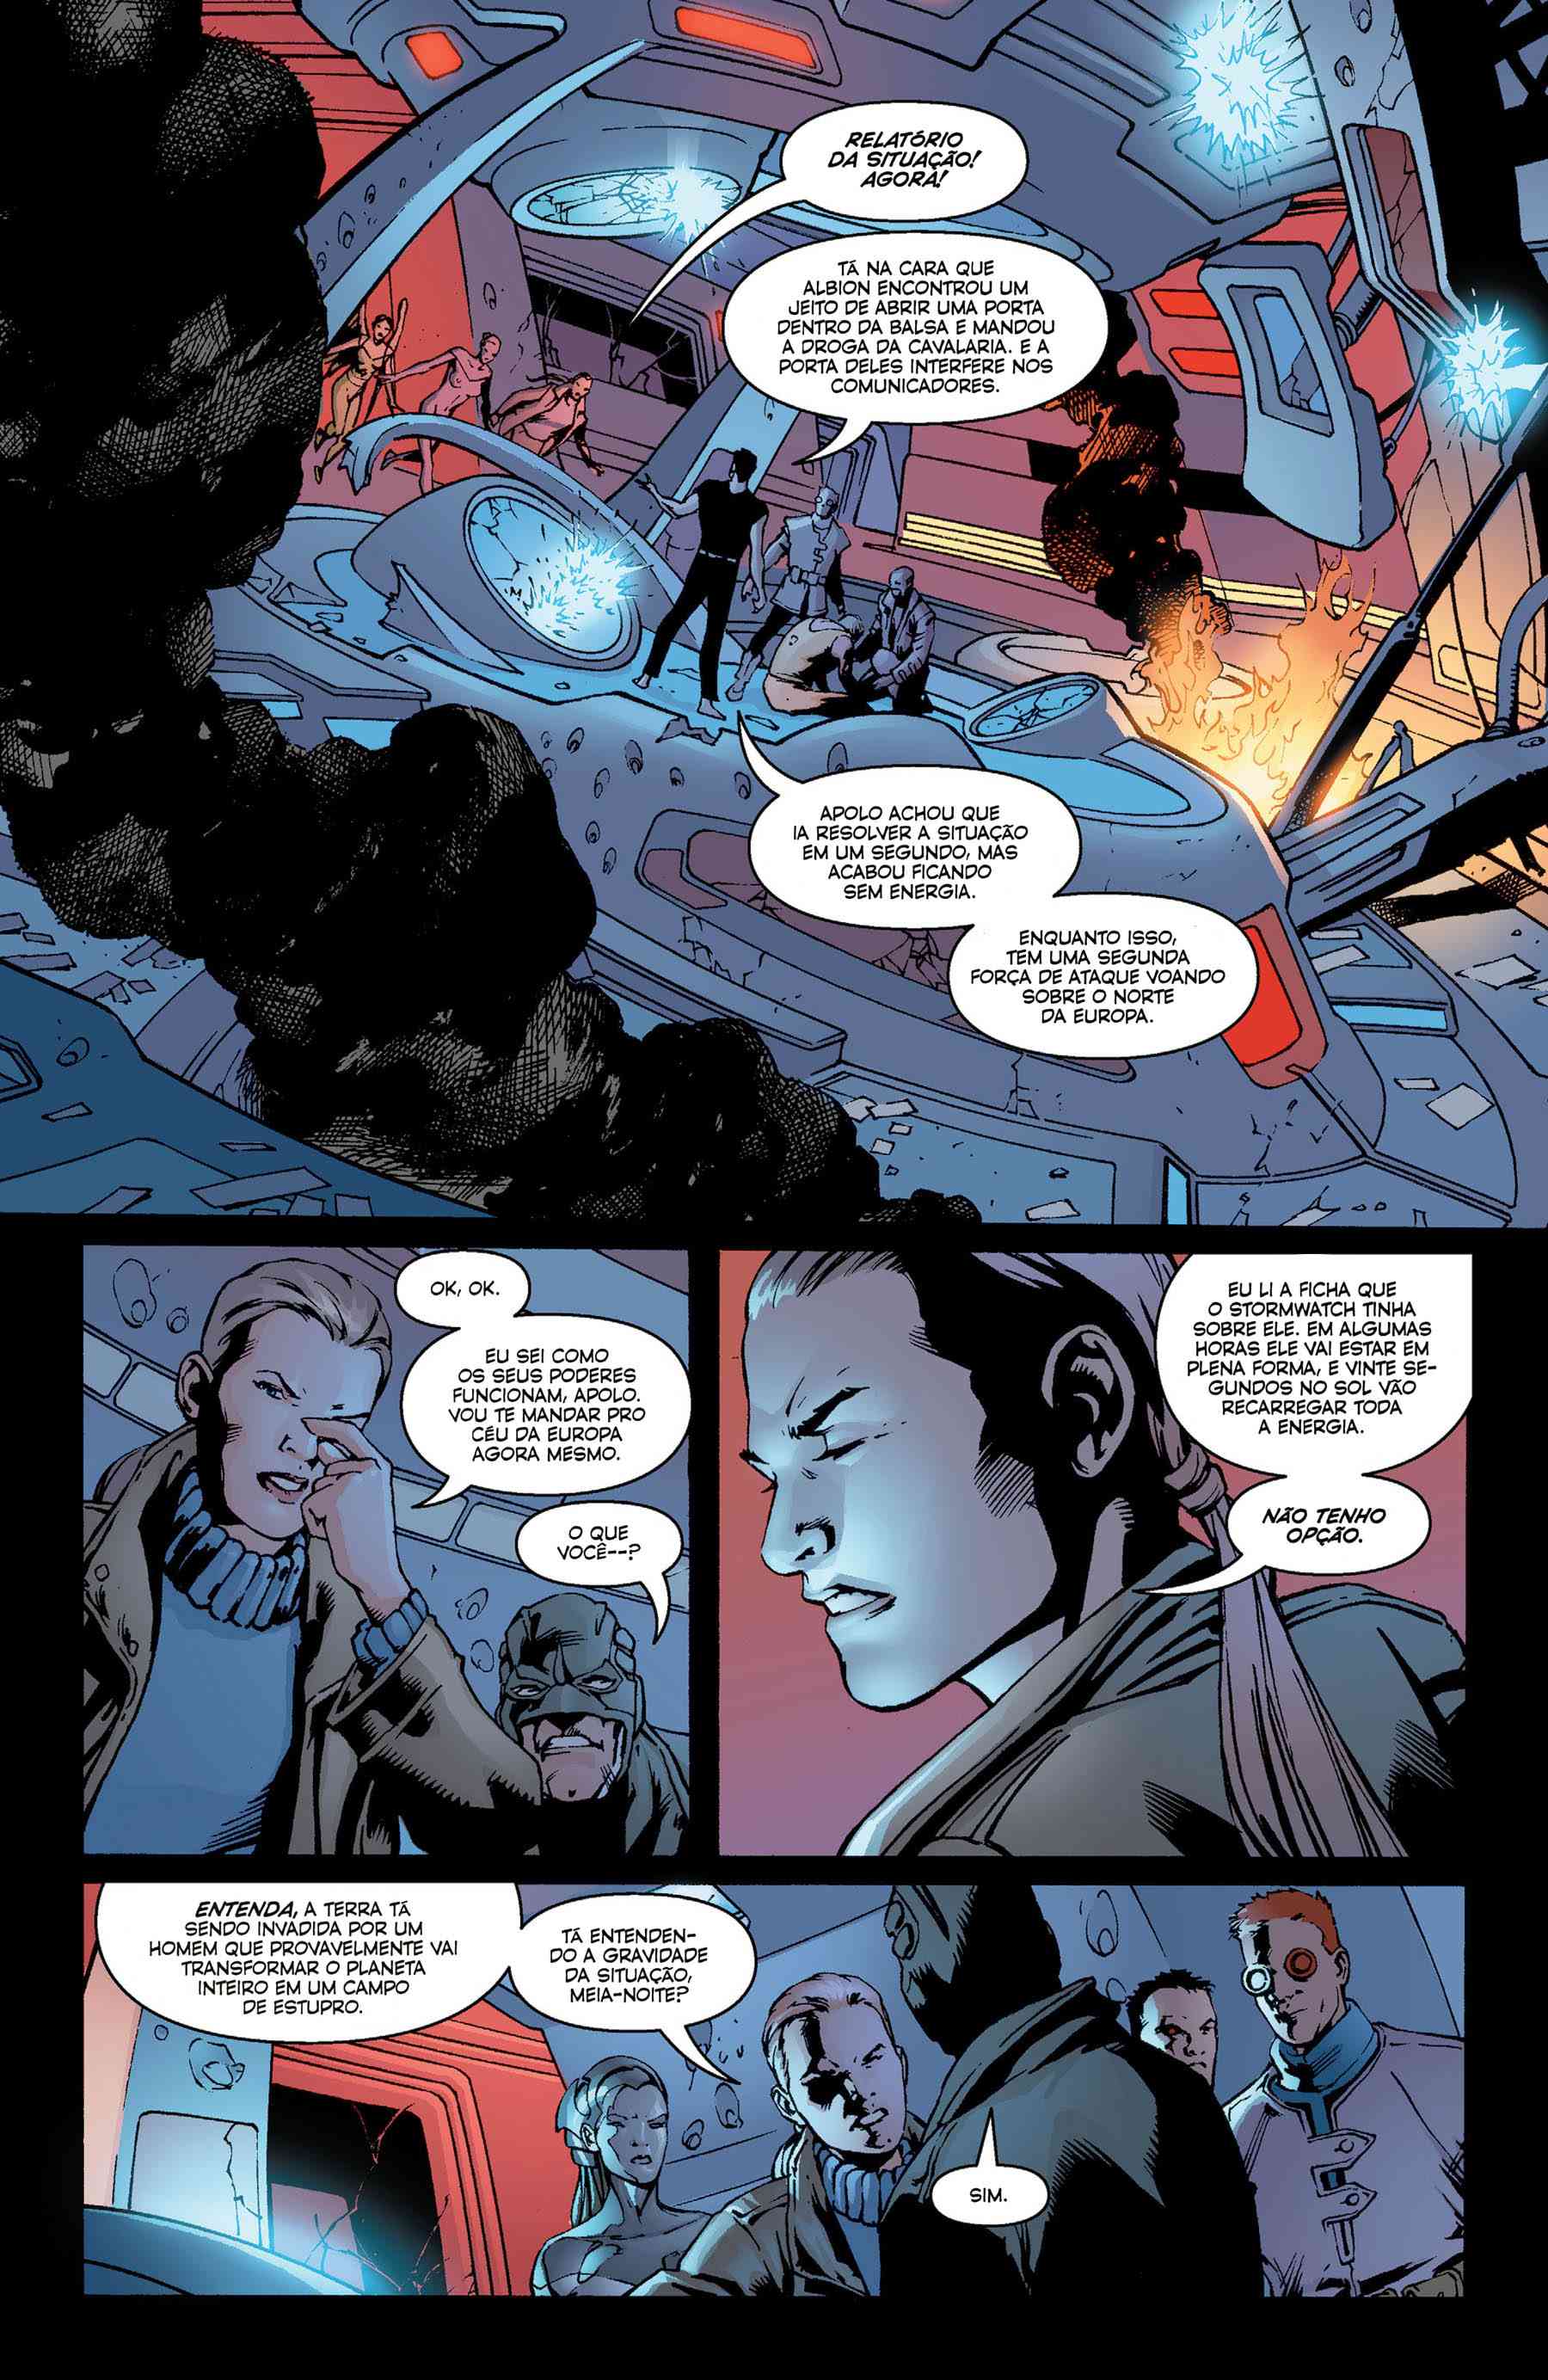 RELATÓRIO
DA SITUAÇÃO!
AGORA!
TÁ NA CARA QUE
ALBION ENCONTROU UM
JEITO DE ABRIR UMA PORTA
DENTRO DA BALSA E MANDOU
A DROGA DA CAVALARIA. E A
PORTA DELES INTERFERE NOS
COMUNICADORES.
APOLO ACHOU QUE
IA RESOLVER A SITUAÇÃO
EM UM SEGUNDO, MAS
ACABOU FICANDO
SEM ENERGIA.
ENQUANTO ISSO,
TEM UMA SEGUNDA
FORÇA DE ATAQUE VOANDO
SOBRE O NORTE
DA EUROPA.
OK, OK.
EU SEI COMO
OS SEUS PODERES
FUNCIONAM, APOLO.
VOU TE MANDAR PRO
CÉU DA EUROPA
AGORA MESMO.
O QUE
VOCÊ--?
EU LI A FICHA QUE
O STORMWATCH TINHA
SOBRE ELE. EM ALGUMAS
HORAS ELE VAI ESTAR EM
PLENA FORMA, E VINTE SE-
GUNDOS NO SOL VÃO
RECARREGAR TODA
A ENERGIA.
NÃO TENHO
OPÇÃO.
ENTENDA, A TERRA TÁ
SENDO INVADIDA POR UM
HOMEM QUE PROVAVELMENTE VAI
TRANSFORMAR O PLANETA
INTEIRO EM UM CAMPO
DE ESTUPRO.
TÁ ENTENDEN-
DO A GRAVIDADE
DA SITUAÇÃO,
MEIA-NOITE?
SIM.